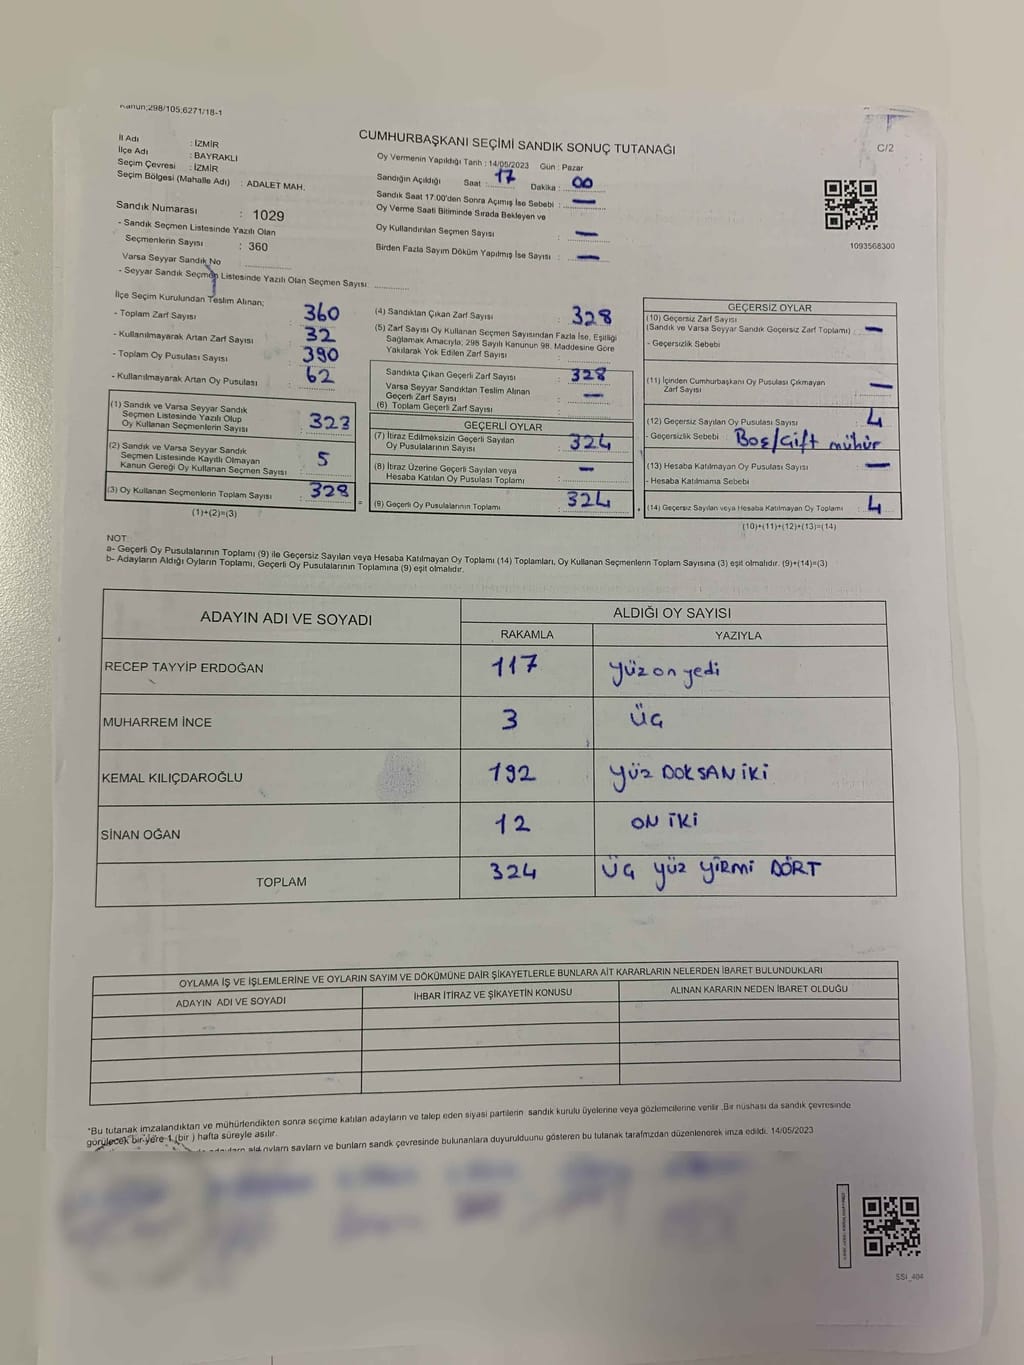 Kanun;298/105;6271/18-1
CUMHURBAŞKANI SEÇİMİ SANDIK SONUÇ TUTANAĞI
C/2
İl Adı : İZMİR
İlçe Adı : BAYRAKLI
Seçim Çevresi : İZMİR
Seçim Bölgesi (Mahalle Adı) : ADALET MAH.
Sandık Numarası : 1029
- Sandık Seçmen Listesinde Yazılı Olan
Seçmenlerin Sayısı : 360
Varsa Seyyar Sandık No
- Seyyar Sandık Seçmen Listesinde Yazılı Olan Seçmen Sayısı:
Oy Vermenin Yapıldığı Tarih : 14/05/2023 Gün : Pazar
Sandığın Açıldığı Saat : 17 Dakika : 00
Sandık Saat 17.00'den Sonra Açımış İse Sebebi : —
Oy Verme Saati Bitiminde Sırada Bekleyen ve
Oy Kullandırılan Seçmen Sayısı : —
Birden Fazla Sayım Döküm Yapılmış İse Sayısı : —
1093568300
İlçe Seçim Kurulundan Teslim Alınan;
- Toplam Zarf Sayısı : 360
- Kullanılmayarak Artan Zarf Sayısı : 32
- Toplam Oy Pusulası Sayısı : 390
- Kullanılmayarak Artan Oy Pusulası : 62
(1) Sandık ve Varsa Seyyar Sandık
Seçmen Listesinde Yazılı Olup
Oy Kullanan Seçmenlerin Sayısı : 323
(2) Sandık ve Varsa Seyyar Sandık
Seçmen Listesinde Kayıtlı Olmayan
Kanun Gereği Oy Kullanan Seçmen Sayısı : 5
(3) Oy Kullanan Seçmenlerin Toplam Sayısı : 328
(1)+(2)=(3)
(4) Sandıktan Çıkan Zarf Sayısı : 328
(5) Zarf Sayısı Oy Kullanan Seçmen Sayısından Fazla İse, Eşitliği
Sağlamak Amacıyla; 298 Sayılı Kanunun 98. Maddesine Göre
Yakılarak Yok Edilen Zarf Sayısı :
Sandıkta Çıkan Geçerli Zarf Sayısı : 328
Varsa Seyyar Sandıktan Teslim Alınan
Geçerli Zarf Sayısı : —
(6) Toplam Geçerli Zarf Sayısı :
GEÇERLİ OYLAR
(7) İtiraz Edilmeksizin Geçerli Sayılan
Oy Pusulalarının Sayısı : 324
(8) İtiraz Üzerine Geçerli Sayılan veya
Hesaba Katılan Oy Pusulası Toplamı : —
(9) Geçerli Oy Pusulalarının Toplamı : 324
GEÇERSİZ OYLAR
(10) Geçersiz Zarf Sayısı
(Sandık ve Varsa Seyyar Sandık Geçersiz Zarf Toplamı) : —
- Geçersizlik Sebebi
(11) İçinden Cumhurbaşkanı Oy Pusulası Çıkmayan
Zarf Sayısı : —
(12) Geçersiz Sayılan Oy Pusulası Sayısı : 4
- Geçersizlik Sebebi : Boş/Çift mühür
(13) Hesaba Katılmayan Oy Pusulası Sayısı : —
- Hesaba Katılmama Sebebi
(14) Geçersiz Sayılan veya Hesaba Katılmayan Oy Toplamı : 4
(10)+(11)+(12)+(13)=(14)
NOT:
a- Geçerli Oy Pusulalarının Toplamı (9) ile Geçersiz Sayılan veya Hesaba Katılmayan Oy Toplamı (14) Toplamları, Oy Kullanan Seçmenlerin Toplam Sayısına (3) eşit olmalıdır. (9)+(14)=(3)
b- Adayların Aldığı Oyların Toplamı, Geçerli Oy Pusulalarının Toplamına (9) eşit olmalıdır.
ADAYIN ADI VE SOYADI
ALDIĞI OY SAYISI
RAKAMLA YAZIYLA
RECEP TAYYİP ERDOĞAN 117 yüz on yedi
MUHARREM İNCE 3 ÜÇ
KEMAL KILIÇDAROĞLU 192 YÜZ DOKSAN İKİ
SİNAN OĞAN 12 ON İKİ
TOPLAM 324 ÜÇ YÜZ YİRMİ DÖRT
OYLAMA İŞ VE İŞLEMLERİNE VE OYLARIN SAYIM VE DÖKÜMÜNE DAİR ŞİKAYETLERLE BUNLARA AİT KARARLARIN NELERDEN İBARET BULUNDUKLARI
ADAYIN ADI VE SOYADI İHBAR İTİRAZ VE ŞİKAYETİN KONUSU ALINAN KARARIN NEDEN İBARET OLDUĞU
*Bu tutanak imzalandıktan ve mühürlendikten sonra seçime katılan adayların ve talep eden siyasi partilerin sandık kurulu üyelerine veya gözlemcilerine verilir .Bir nüshası da sandık çevresinde
görülecek bir yere 1 (bir ) hafta süreyle asılır.
ald oylarn sayların ve bunların sandk çevresinde bulunanlara duyurulduunu gösteren bu tutanak tarafmzdan düzenlenerek imza edildi. 14/05/2023
SSI_404